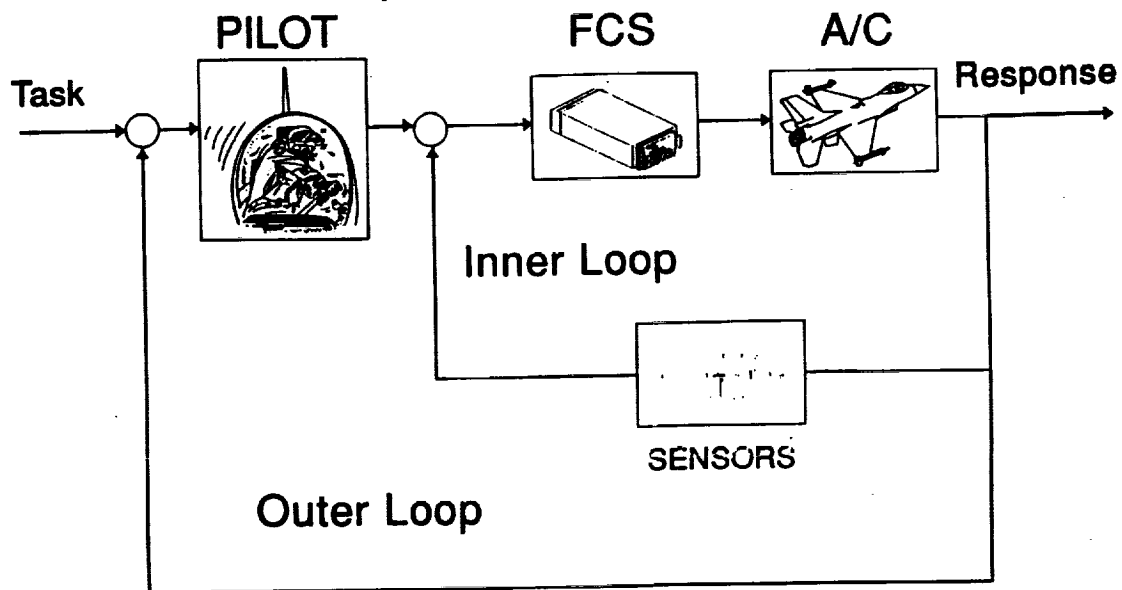 PILOT
FCS
A/C
Task
Response
Inner Loop
SENSORS
Outer Loop